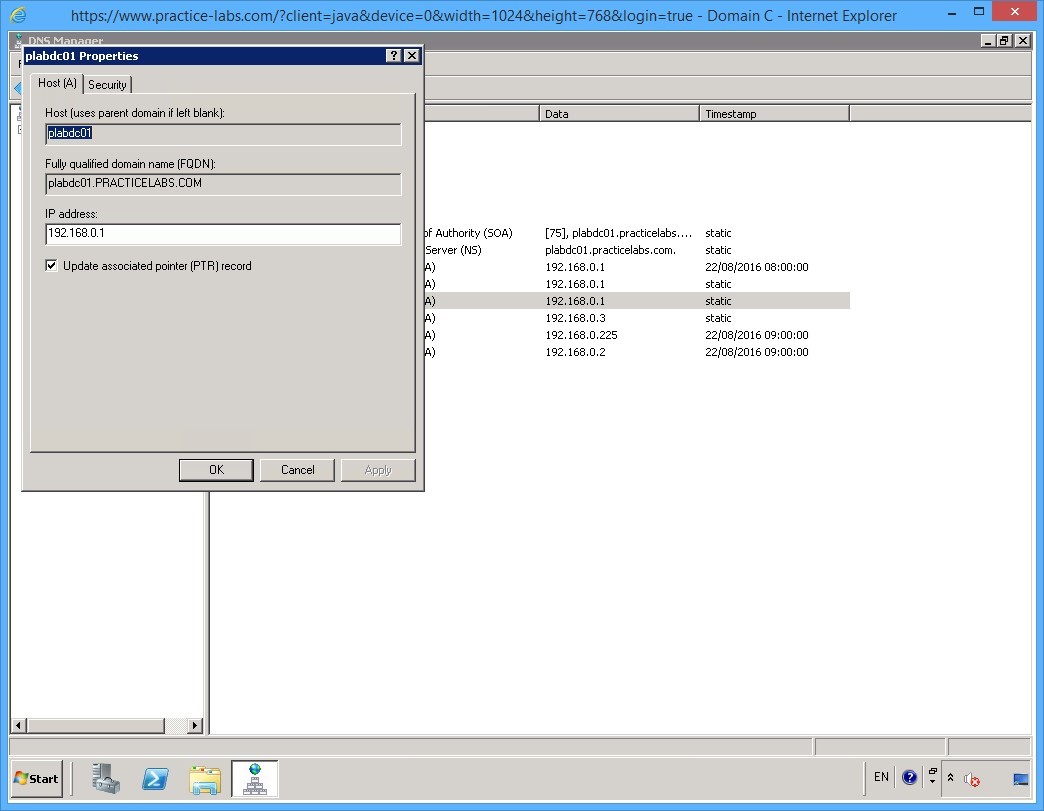 https://www.practice-labs.com/?client=java&device=0&width=1024&height=768&login=true - Domain C - Internet Explorer
DNS Manager
plabdc01 Properties
Host (A) Security
Host (uses parent domain if left blank):
plabdc01
Fully qualified domain name (FQDN):
plabdc01.PRACTICELABS.COM
IP address:
192.168.0.1
Update associated pointer (PTR) record
OK Cancel Apply
Data Timestamp
of Authority (SOA) [75], plabdc01.practicelabs.... static
Server (NS) plabdc01.practicelabs.com. static
A) 192.168.0.1 22/08/2016 08:00:00
A) 192.168.0.1 static
A) 192.168.0.1 static
A) 192.168.0.3 static
A) 192.168.0.225 22/08/2016 09:00:00
A) 192.168.0.2 22/08/2016 09:00:00
Start EN